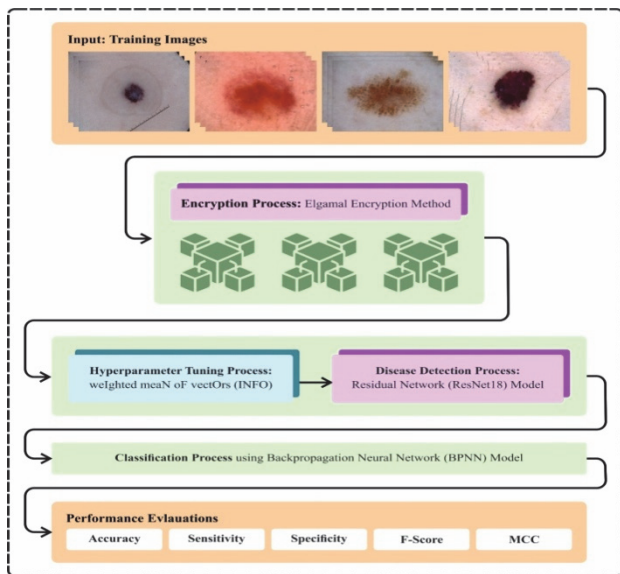 Input: Training Images
Encryption Process: Elgamal Encryption Method
Hyperparameter Tuning Process:
weIghted meaN oF vectOrs (INFO)
Disease Detection Process:
Residual Network (ResNet18) Model
Classification Process using Backpropagation Neural Network (BPNN) Model
Performance Evlauations
Accuracy
Sensitivity
Specificity
F-Score
MCC